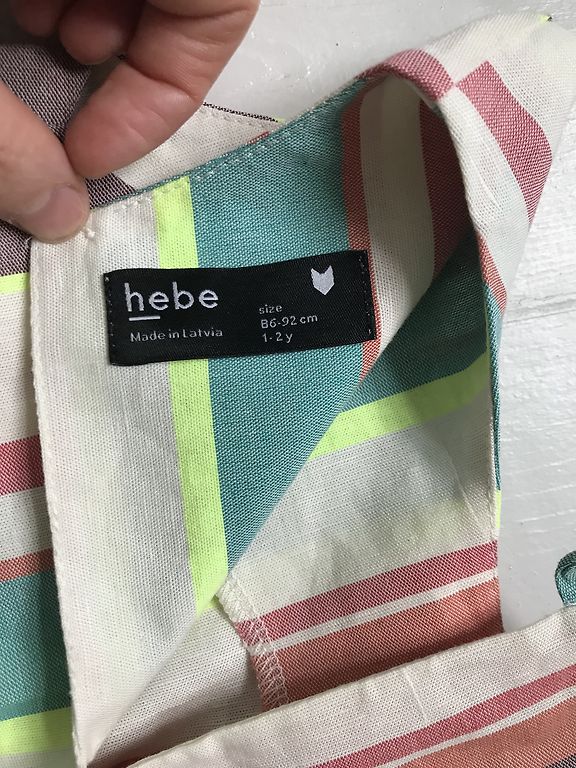 hebe
Made in Latvia
size
86-92 cm
1-2 y